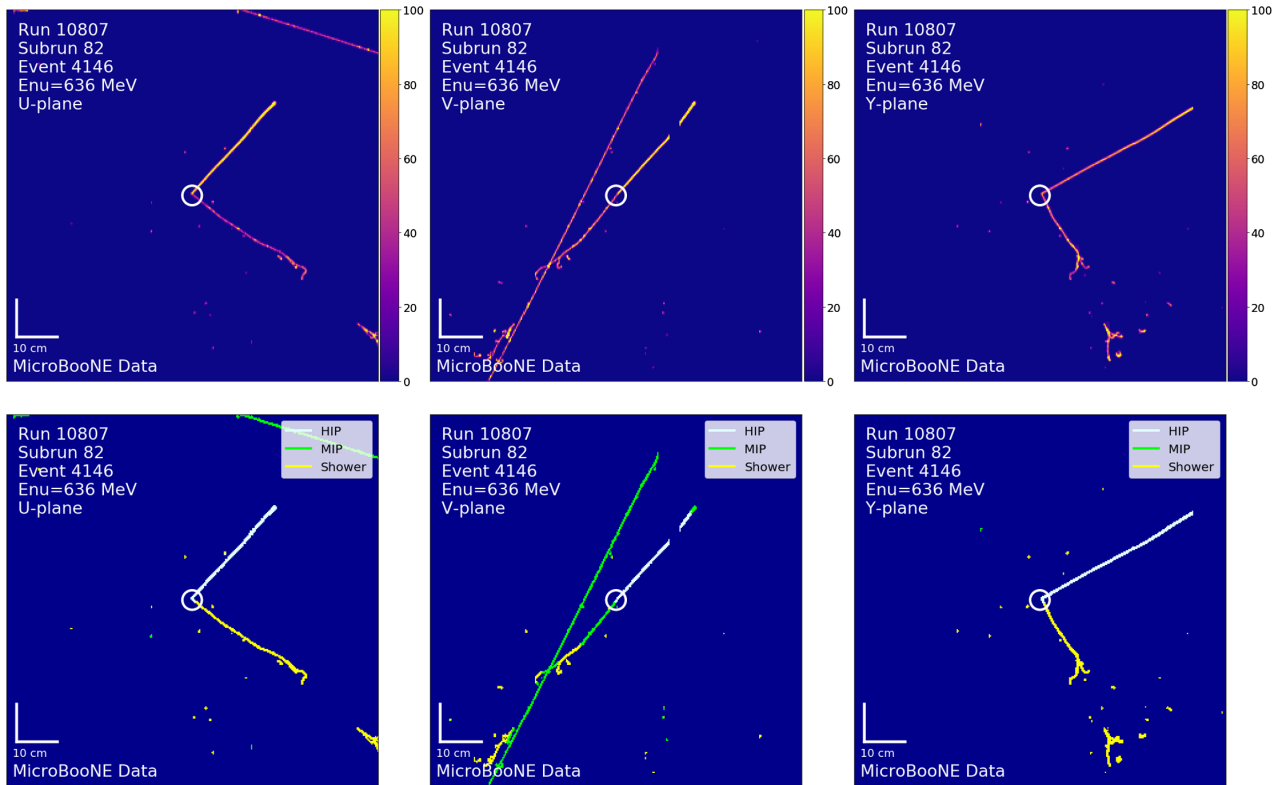 Run 10807
Subrun 82
Event 4146
Enu=636 MeV
U-plane
10 cm
MicroBooNE Data
100
80
60
40
20
0
Run 10807
Subrun 82
Event 4146
Enu=636 MeV
V-plane
10 cm
MicroBooNE Data
100
80
60
40
20
0
Run 10807
Subrun 82
Event 4146
Enu=636 MeV
Y-plane
10 cm
MicroBooNE Data
100
80
60
40
20
0
Run 10807
Subrun 82
Event 4146
Enu=636 MeV
U-plane
HIP
MIP
Shower
10 cm
MicroBooNE Data
Run 10807
Subrun 82
Event 4146
Enu=636 MeV
V-plane
HIP
MIP
Shower
10 cm
MicroBooNE Data
Run 10807
Subrun 82
Event 4146
Enu=636 MeV
Y-plane
HIP
MIP
Shower
10 cm
MicroBooNE Data